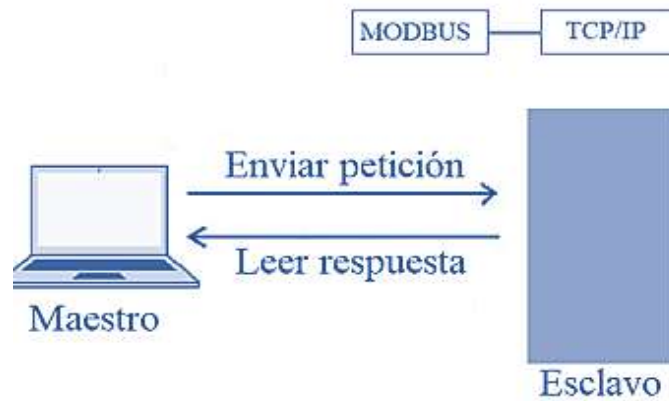 MODBUS
TCP/IP
Enviar petición
Leer respuesta
Maestro
Esclavo